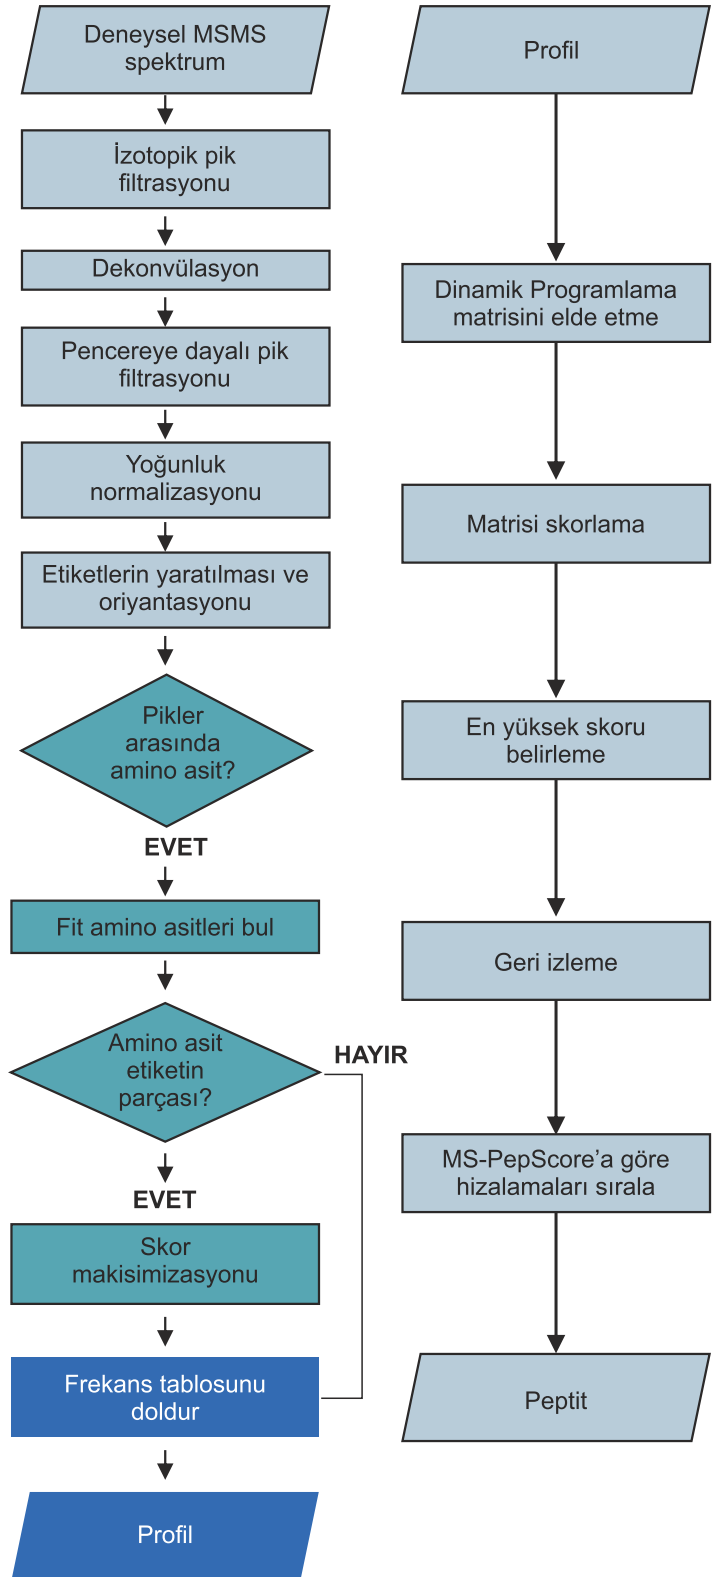 Deneysel MSMS
spektrum
İzotopik pik
filtrasyonu
Dekonvülasyon
Pencereye dayalı pik
filtrasyonu
Yoğunluk
normalizasyonu
Etiketlerin yaratılması ve
oriyantasyonu
Pikler
arasında
amino asit?
EVET
Fit amino asitleri bul
Amino asit
etiketin
parçası?
HAYIR
EVET
Skor
makisimizasyonu
Frekans tablosunu
doldur
Profil
Profil
Dinamik Programlama
matrisini elde etme
Matrisi skorlama
En yüksek skoru
belirleme
Geri izleme
MS-PepScore’a göre
hizalamaları sırala
Peptit